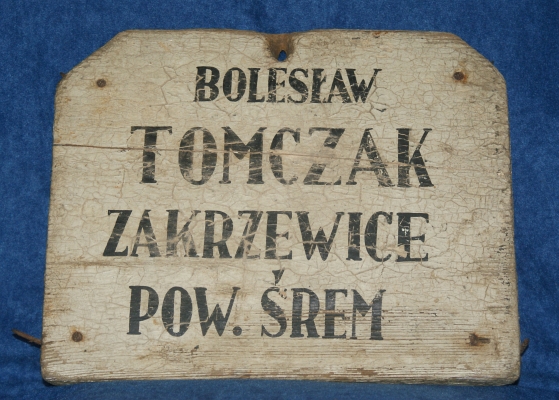 BOLESŁAW
TOMCZAK
ZAKRZEWICE
POW. ŚREM